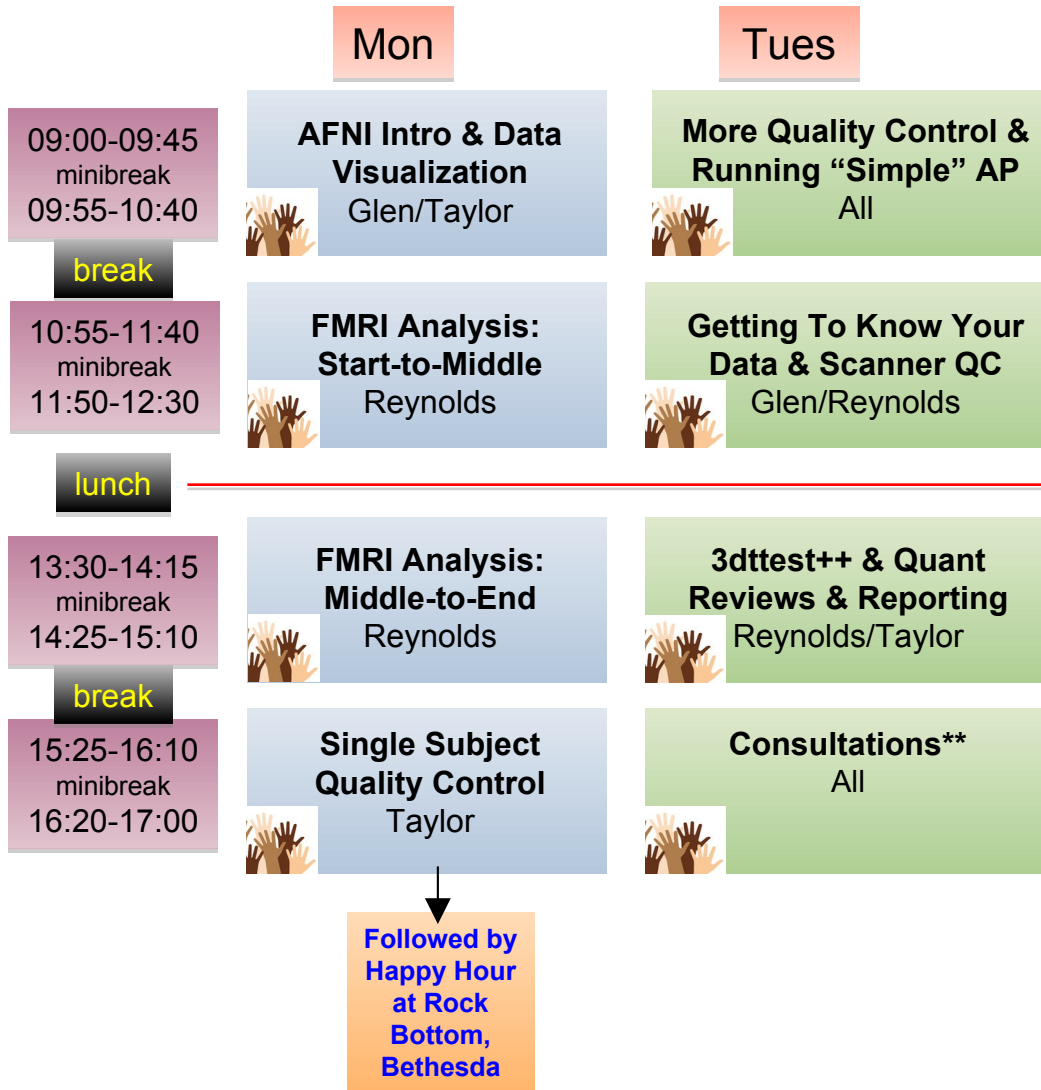 Mon
Tues
09:00-09:45
minibreak
09:55-10:40
AFNI Intro & Data
Visualization
Glen/Taylor
More Quality Control &
Running “Simple” AP
All
break
10:55-11:40
minibreak
11:50-12:30
FMRI Analysis:
Start-to-Middle
Reynolds
Getting To Know Your
Data & Scanner QC
Glen/Reynolds
lunch
13:30-14:15
minibreak
14:25-15:10
FMRI Analysis:
Middle-to-End
Reynolds
3dttest++ & Quant
Reviews & Reporting
Reynolds/Taylor
break
15:25-16:10
minibreak
16:20-17:00
Single Subject
Quality Control
Taylor
Consultations**
All
Followed by
Happy Hour
at Rock
Bottom,
Bethesda